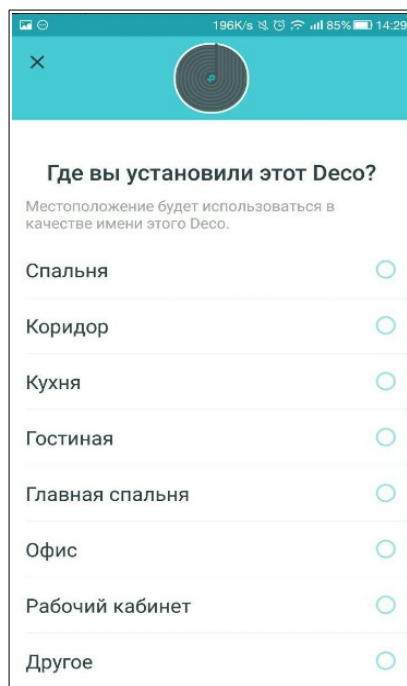 196K/s 85% 14:29
Где вы установили этот Deco?
Местоположение будет использоваться в
качестве имени этого Deco.
Спальня
Коридор
Кухня
Гостиная
Главная спальня
Офис
Рабочий кабинет
Другое